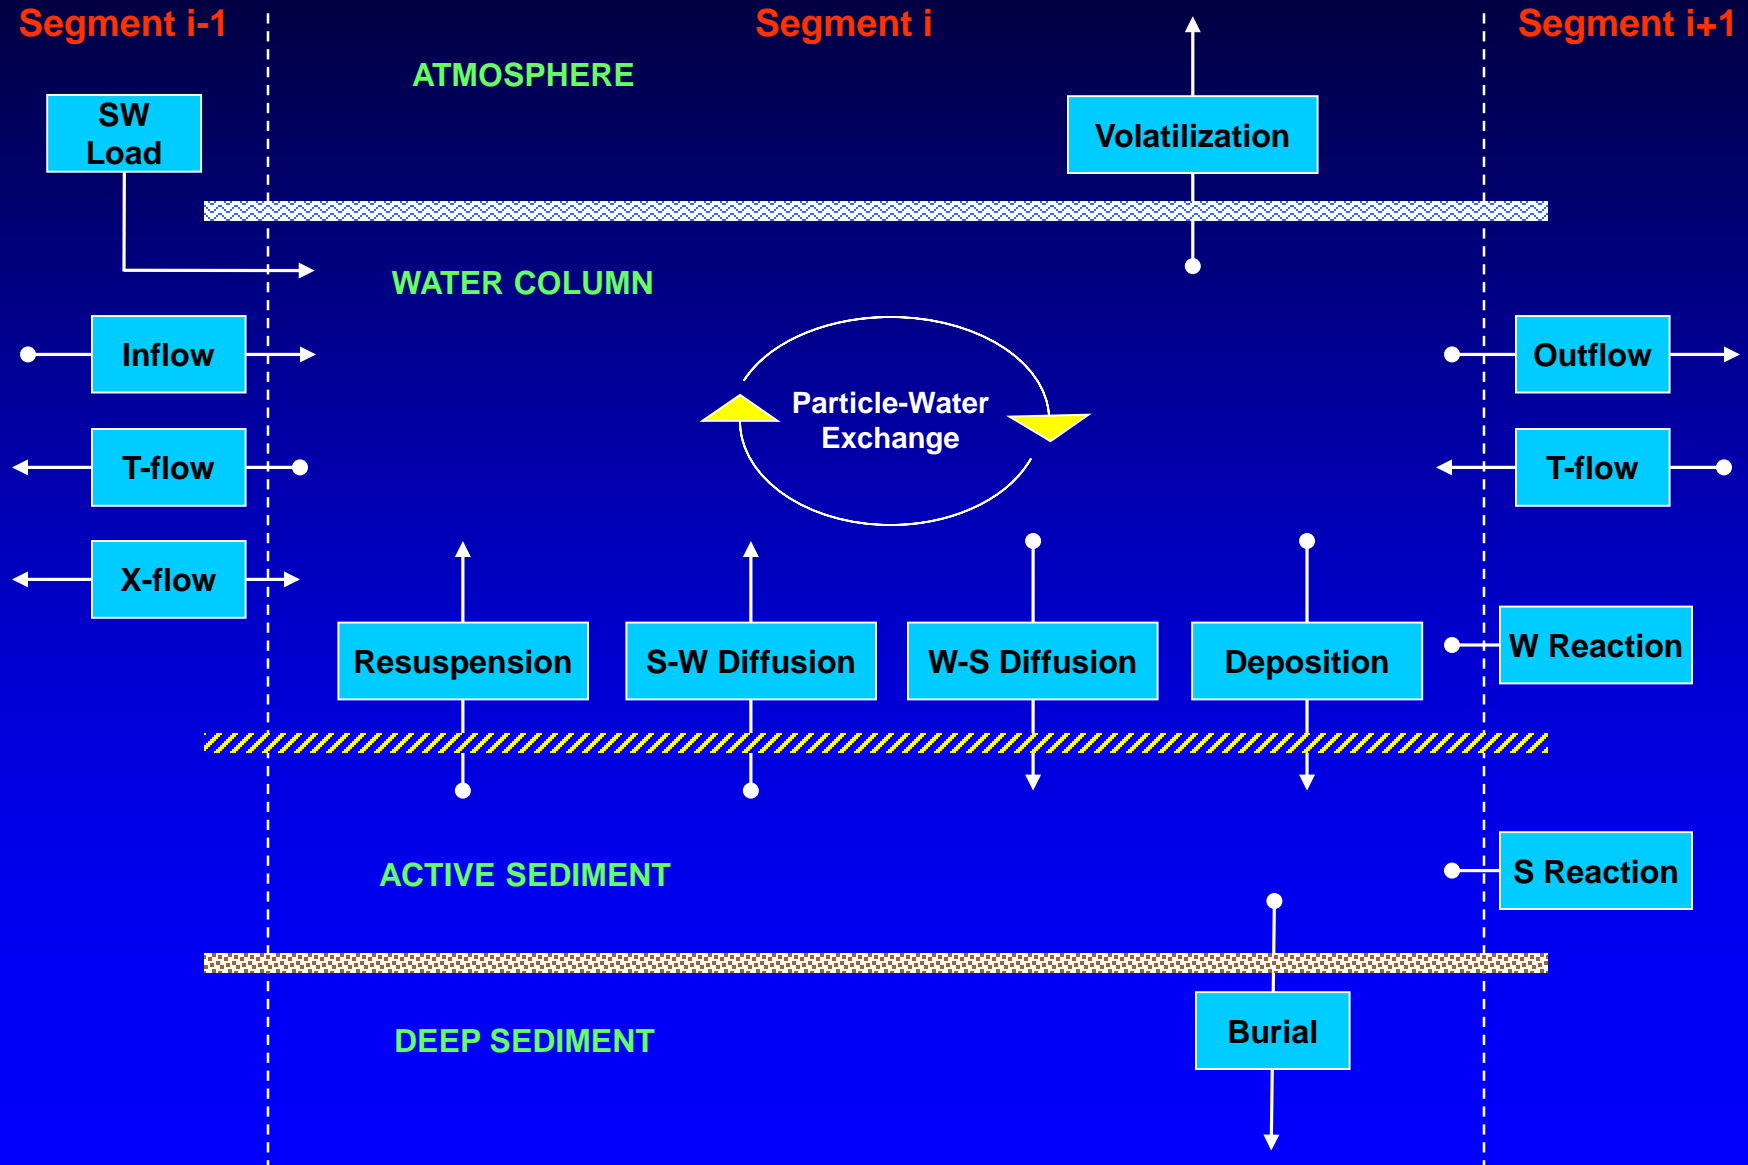 Segment i-1
Segment i
Segment i+1
ATMOSPHERE
SW
Load
Volatilization
WATER COLUMN
Inflow
Outflow
Particle-Water
Exchange
T-flow
T-flow
X-flow
Resuspension
S-W Diffusion
W-S Diffusion
Deposition
W Reaction
ACTIVE SEDIMENT
S Reaction
DEEP SEDIMENT
Burial